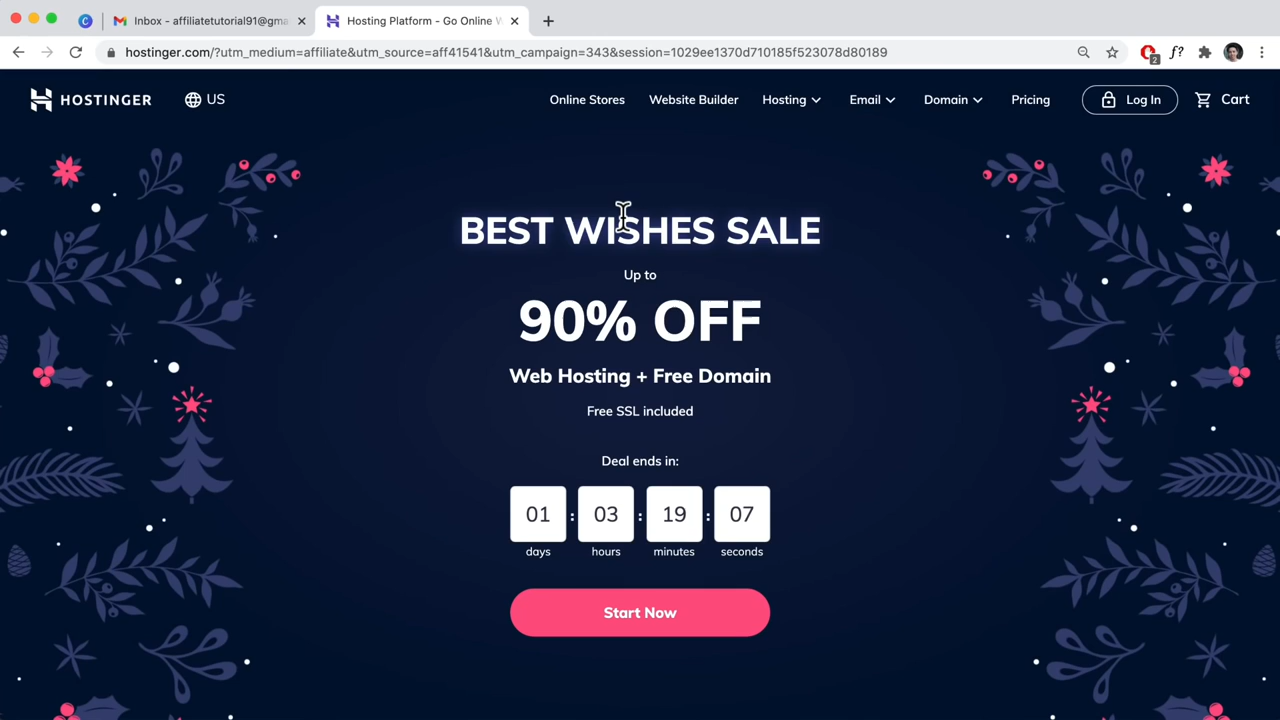 Inbox - affiliatetutorial91@gma
Hosting Platform - Go Online W
hostinger.com/?utm_medium=affiliate&utm_source=aff41541&utm_campaign=343&session=1029ee1370d710185f523078d80189
2
f?
HOSTINGER
US
Online Stores
Website Builder
Hosting
Email
Domain
Pricing
Log In
Cart
BEST WISHES SALE
Up to
90% OFF
Web Hosting + Free Domain
Free SSL included
Deal ends in:
01 : 03 : 19 : 07
days hours minutes seconds
Start Now